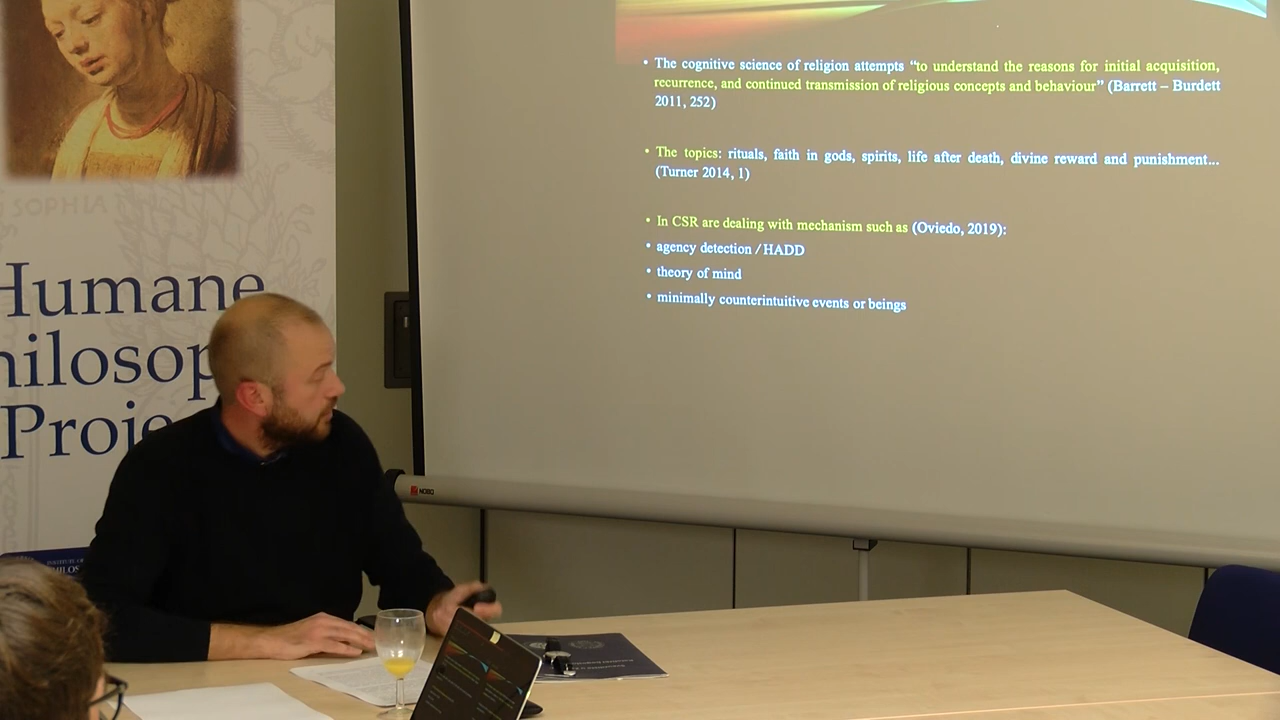 • The cognitive science of religion attempts “to understand the reasons for initial acquisition,
recurrence, and continued transmission of religious concepts and behaviour” (Barrett – Burdett
2011, 252)
• The topics: rituals, faith in gods, spirits, life after death, divine reward and punishment...
(Turner 2014, 1)
• In CSR are dealing with mechanism such as (Oviedo, 2019):
• agency detection / HADD
• theory of mind
• minimally counterintuitive events or beings
SOPHIA
Humane
hilosop
Proje
NOBO